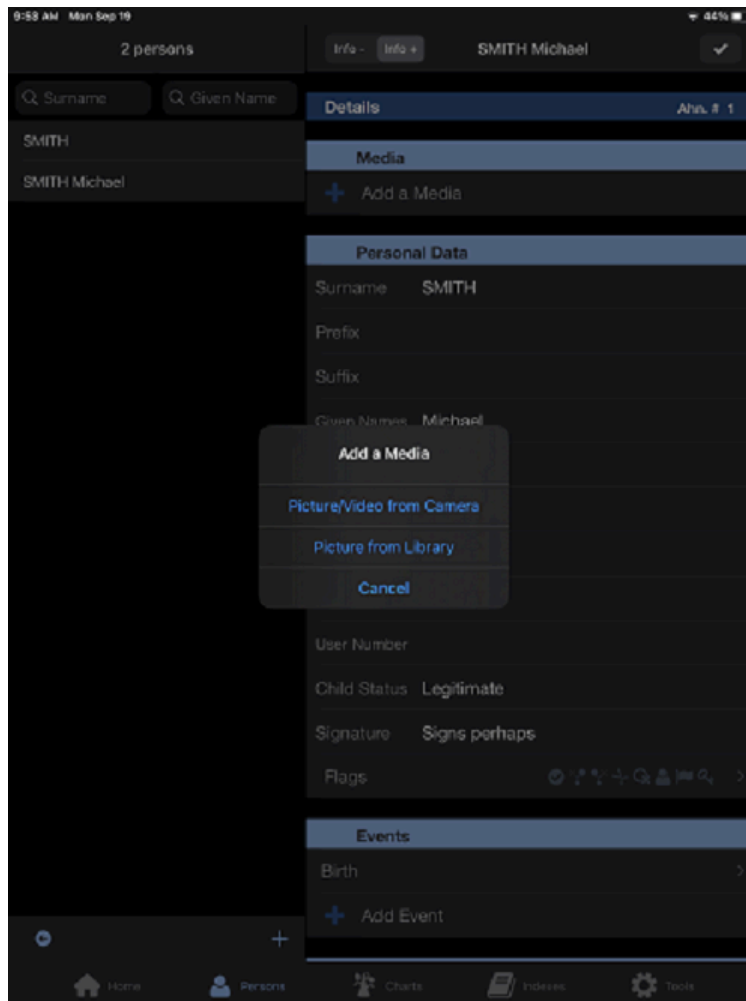 9:53 AM Mon Sep 19
44%
2 persons
Info - Info +
SMITH Michael
Surname
Given Name
Details
Ahn. # 1
SMITH
Media
SMITH Michael
Add a Media
Personal Data
Surname SMITH
Prefix
Suffix
Given Names Michael
Add a Media
Picture/Video from Camera
Picture from Library
Cancel
User Number
Child Status Legitimate
Signature Signs perhaps
Flags
Events
Birth
Add Event
Home
Persons
Charts
Indexes
Tools